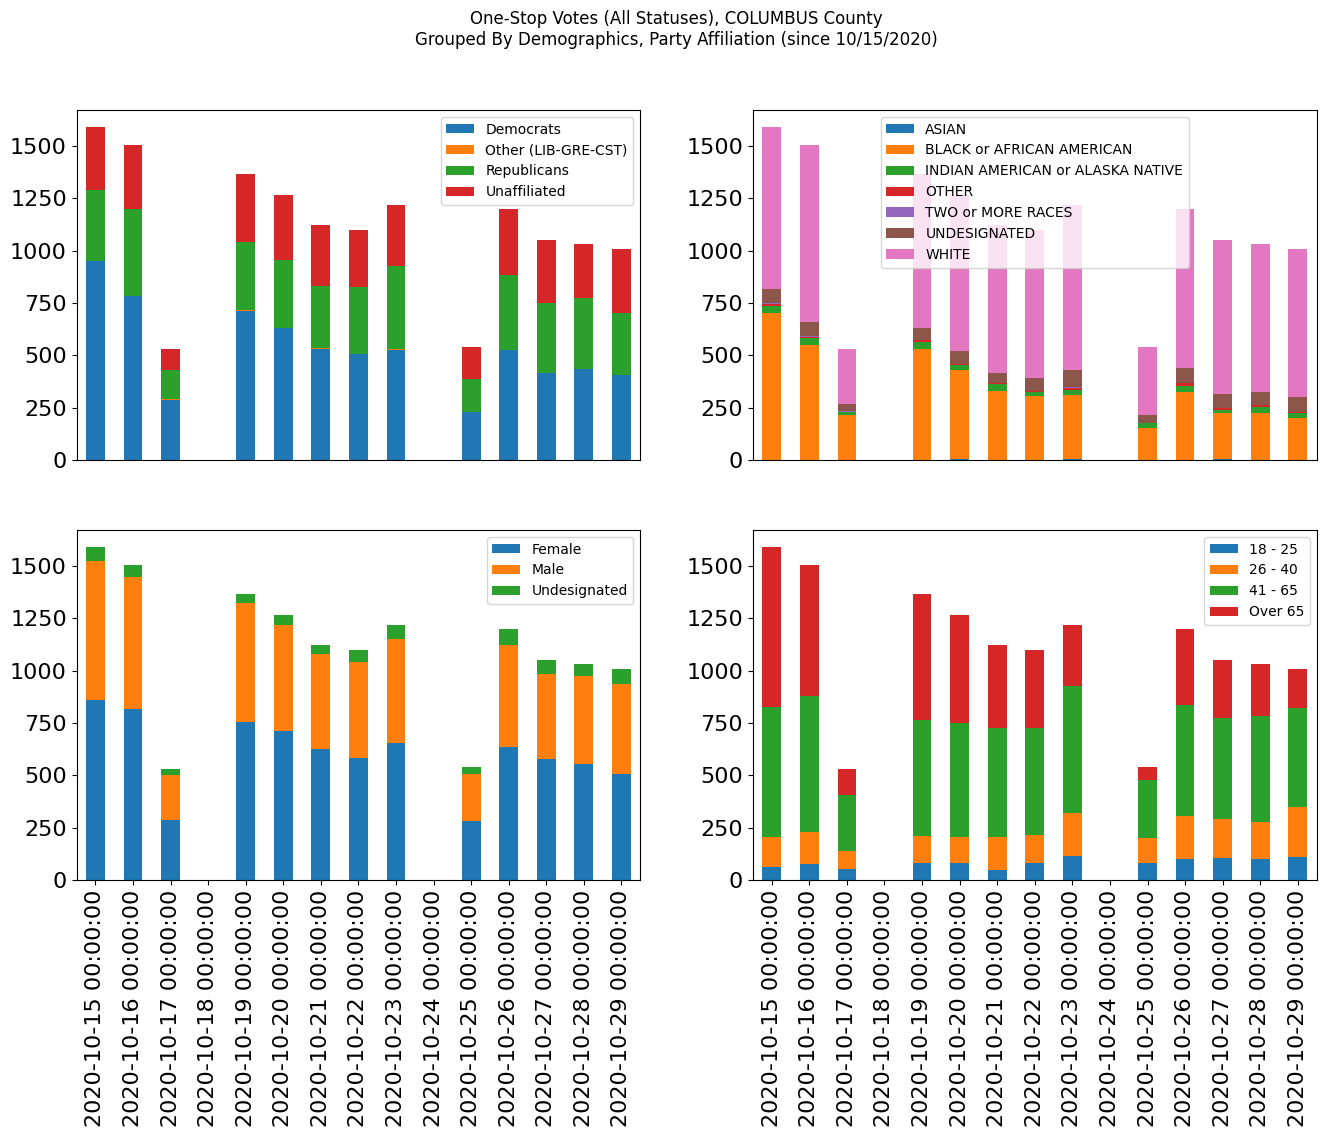 One-Stop Votes (All Statuses), COLUMBUS County
Grouped By Demographics, Party Affiliation (since 10/15/2020)
1500
1250
1000
750
500
250
0
Democrats
Other (LIB-GRE-CST)
Republicans
Unaffiliated
1500
1250
1000
750
500
250
0
ASIAN
BLACK or AFRICAN AMERICAN
INDIAN AMERICAN or ALASKA NATIVE
OTHER
TWO or MORE RACES
UNDESIGNATED
WHITE
1500
1250
1000
750
500
250
0
Female
Male
Undesignated
2020-10-15 00:00:00
2020-10-16 00:00:00
2020-10-17 00:00:00
2020-10-18 00:00:00
2020-10-19 00:00:00
2020-10-20 00:00:00
2020-10-21 00:00:00
2020-10-22 00:00:00
2020-10-23 00:00:00
2020-10-24 00:00:00
2020-10-25 00:00:00
2020-10-26 00:00:00
2020-10-27 00:00:00
2020-10-28 00:00:00
2020-10-29 00:00:00
1500
1250
1000
750
500
250
0
18 - 25
26 - 40
41 - 65
Over 65
2020-10-15 00:00:00
2020-10-16 00:00:00
2020-10-17 00:00:00
2020-10-18 00:00:00
2020-10-19 00:00:00
2020-10-20 00:00:00
2020-10-21 00:00:00
2020-10-22 00:00:00
2020-10-23 00:00:00
2020-10-24 00:00:00
2020-10-25 00:00:00
2020-10-26 00:00:00
2020-10-27 00:00:00
2020-10-28 00:00:00
2020-10-29 00:00:00